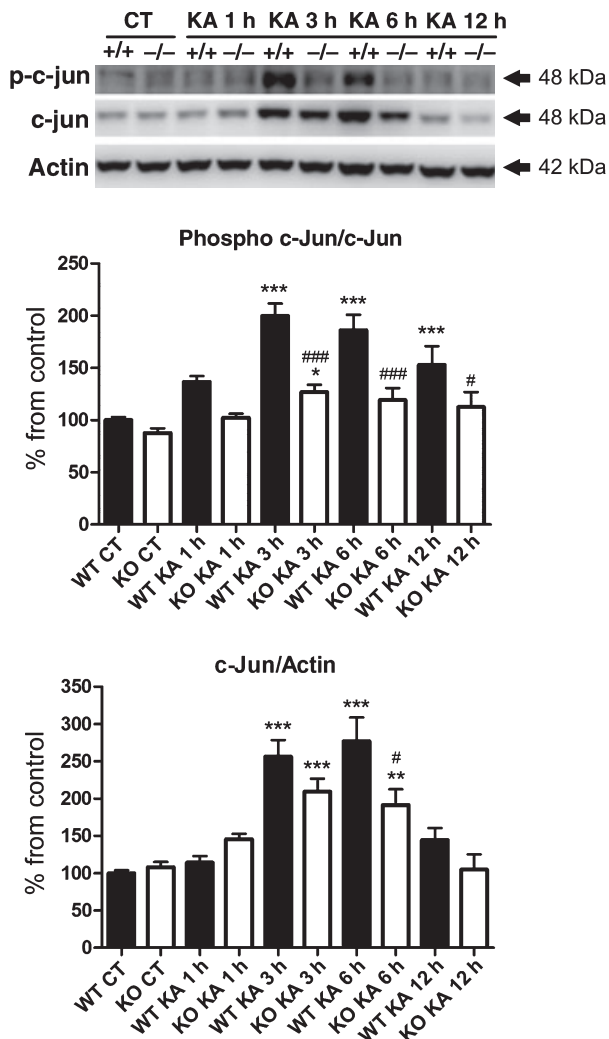 CT KA 1 h KA 3 h KA 6 h KA 12 h
+/+ –/– +/+ –/– +/+ –/– +/+ –/– +/+ –/–
p-c-jun 48 kDa
c-jun 48 kDa
Actin 42 kDa
Phospho c-Jun/c-Jun
% from control
250
200
150
100
50
0
***
###
*
***
###
***
#
WT CT
KO CT
WT KA 1 h
KO KA 1 h
WT KA 3 h
KO KA 3 h
WT KA 6 h
KO KA 6 h
WT KA 12 h
KO KA 12 h
c-Jun/Actin
% from control
350
300
250
200
150
100
50
0
***
***
***
#
**
WT CT
KO CT
WT KA 1 h
KO KA 1 h
WT KA 3 h
KO KA 3 h
WT KA 6 h
KO KA 6 h
WT KA 12 h
KO KA 12 h